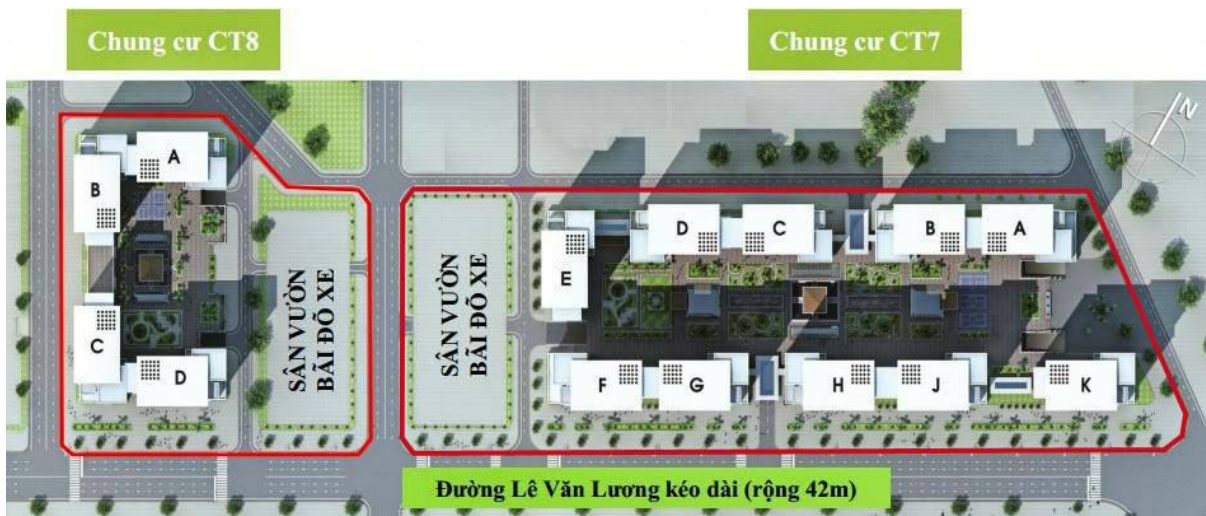 Chung cư CT8
Chung cư CT7
N
A
B
C
D
SÂN VƯỜN
BÃI ĐỖ XE
SÂN VƯỜN
BÃI ĐỖ XE
D
C
B
A
E
F
G
H
J
K
Đường Lê Văn Lương kéo dài (rộng 42m)